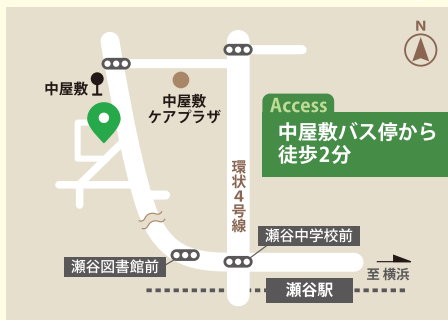 N
中屋敷
中屋敷
ケアプラザ
Access
中屋敷バス停から
徒歩2分
環状4号線
瀬谷中学校前
瀬谷図書館前
至 横浜
瀬谷駅